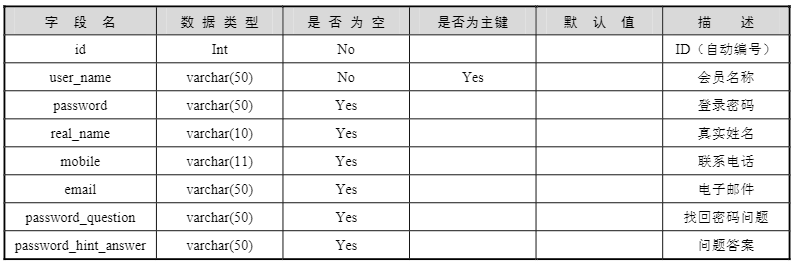 字段名 数据类型 是否为空 是否为主键 默认值 描述
id Int No ID（自动编号）
user_name varchar(50) No Yes 会员名称
password varchar(50) Yes 登录密码
real_name varchar(10) Yes 真实姓名
mobile varchar(11) Yes 联系电话
email varchar(50) Yes 电子邮件
password_question varchar(50) Yes 找回密码问题
password_hint_answer varchar(50) Yes 问题答案